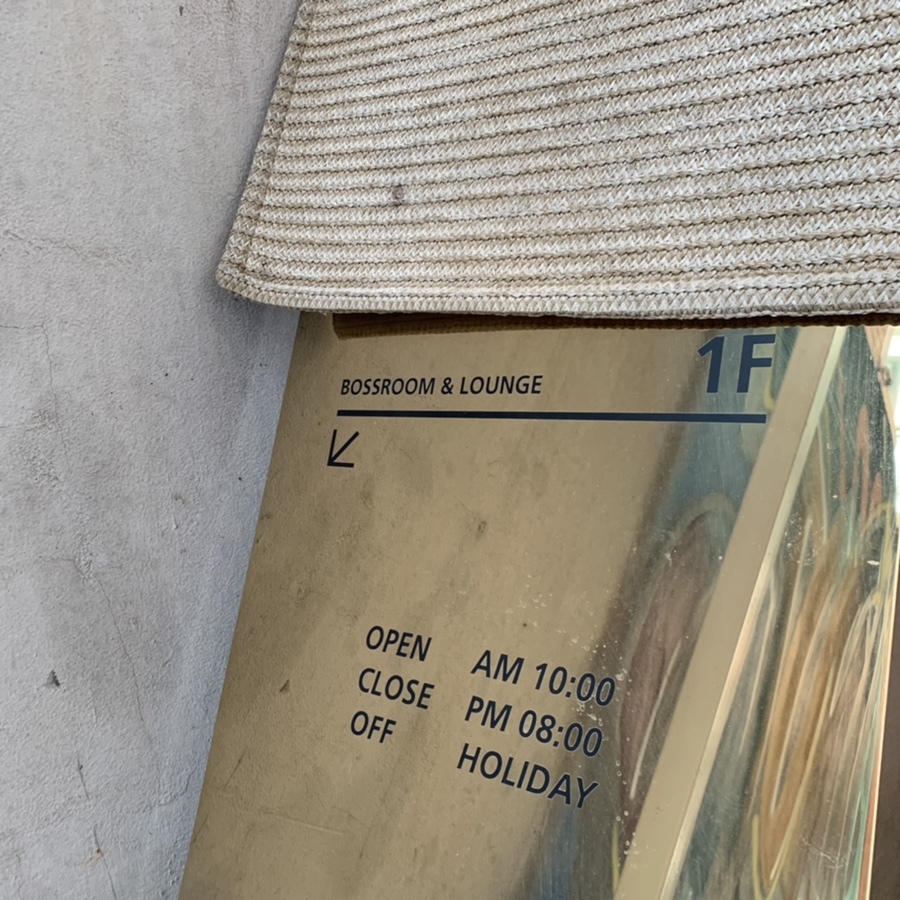 1F
BOSSROOM & LOUNGE
OPEN AM 10:00
CLOSE PM 08:00
OFF HOLIDAY